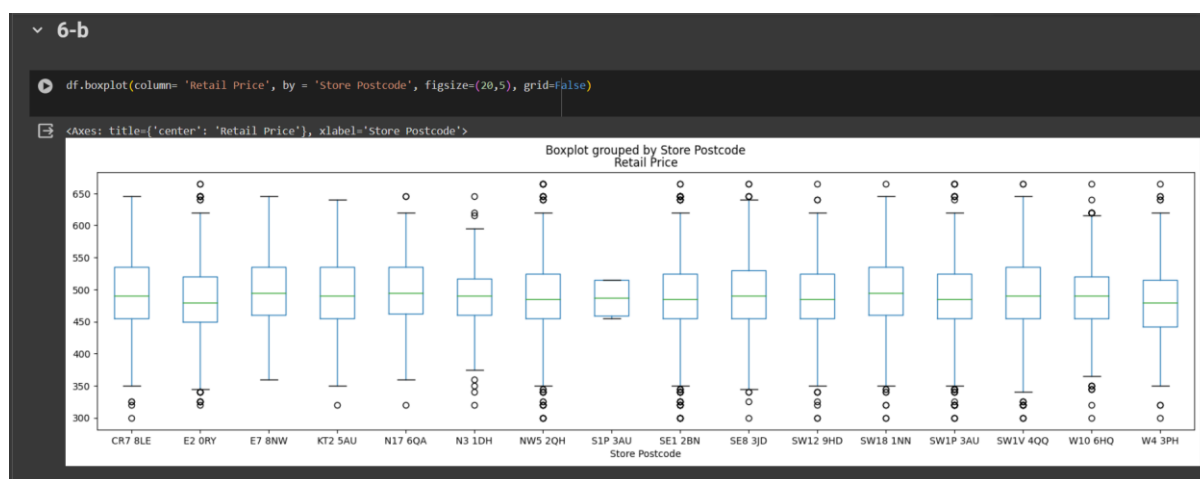 6-b
df.boxplot(column= 'Retail Price', by = 'Store Postcode', figsize=(20,5), grid=False)
<Axes: title={'center': 'Retail Price'}, xlabel='Store Postcode'>
Boxplot grouped by Store Postcode
Retail Price
650
600
550
500
450
400
350
300
CR7 8LE E2 0RY E7 8NW KT2 5AU N17 6QA N3 1DH NW5 2QH S1P 3AU SE1 2BN SE8 3JD SW12 9HD SW18 1NN SW1P 3AU SW1V 4QQ W10 6HQ W4 3PH
Store Postcode